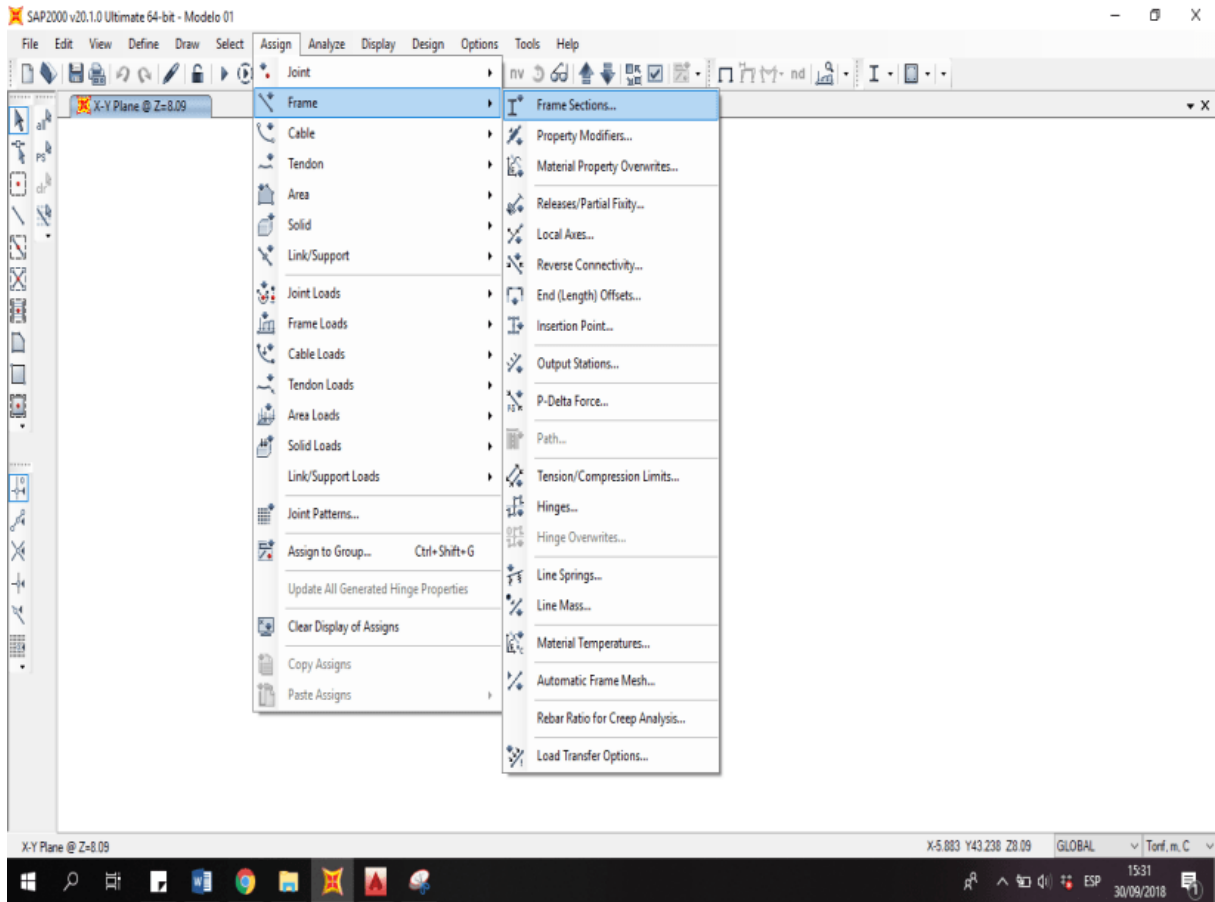 SAP2000 v20.1.0 Ultimate 64-bit - Modelo 01
File Edit View Define Draw Select Assign Analyze Display Design Options Tools Help
nv nd
X-Y Plane @ Z=8.09
all
PS
clr
Joint
Frame
Cable
Tendon
Area
Solid
Link/Support
Joint Loads
Frame Loads
Cable Loads
Tendon Loads
Area Loads
Solid Loads
Link/Support Loads
Joint Patterns...
Assign to Group... Ctrl+Shift+G
Update All Generated Hinge Properties
Clear Display of Assigns
Copy Assigns
Paste Assigns
Frame Sections...
Property Modifiers...
Material Property Overwrites...
Releases/Partial Fixity...
Local Axes...
Reverse Connectivity...
End (Length) Offsets...
Insertion Point...
Output Stations...
P-Delta Force...
Path...
Tension/Compression Limits...
Hinges...
Hinge Overwrites...
Line Springs...
Line Mass...
Material Temperatures...
Automatic Frame Mesh...
Rebar Ratio for Creep Analysis...
Load Transfer Options...
X-Y Plane @ Z=8.09 X-5.883 Y43.238 Z8.09 GLOBAL Tonf, m, C
ESP 15:31
30/09/2018